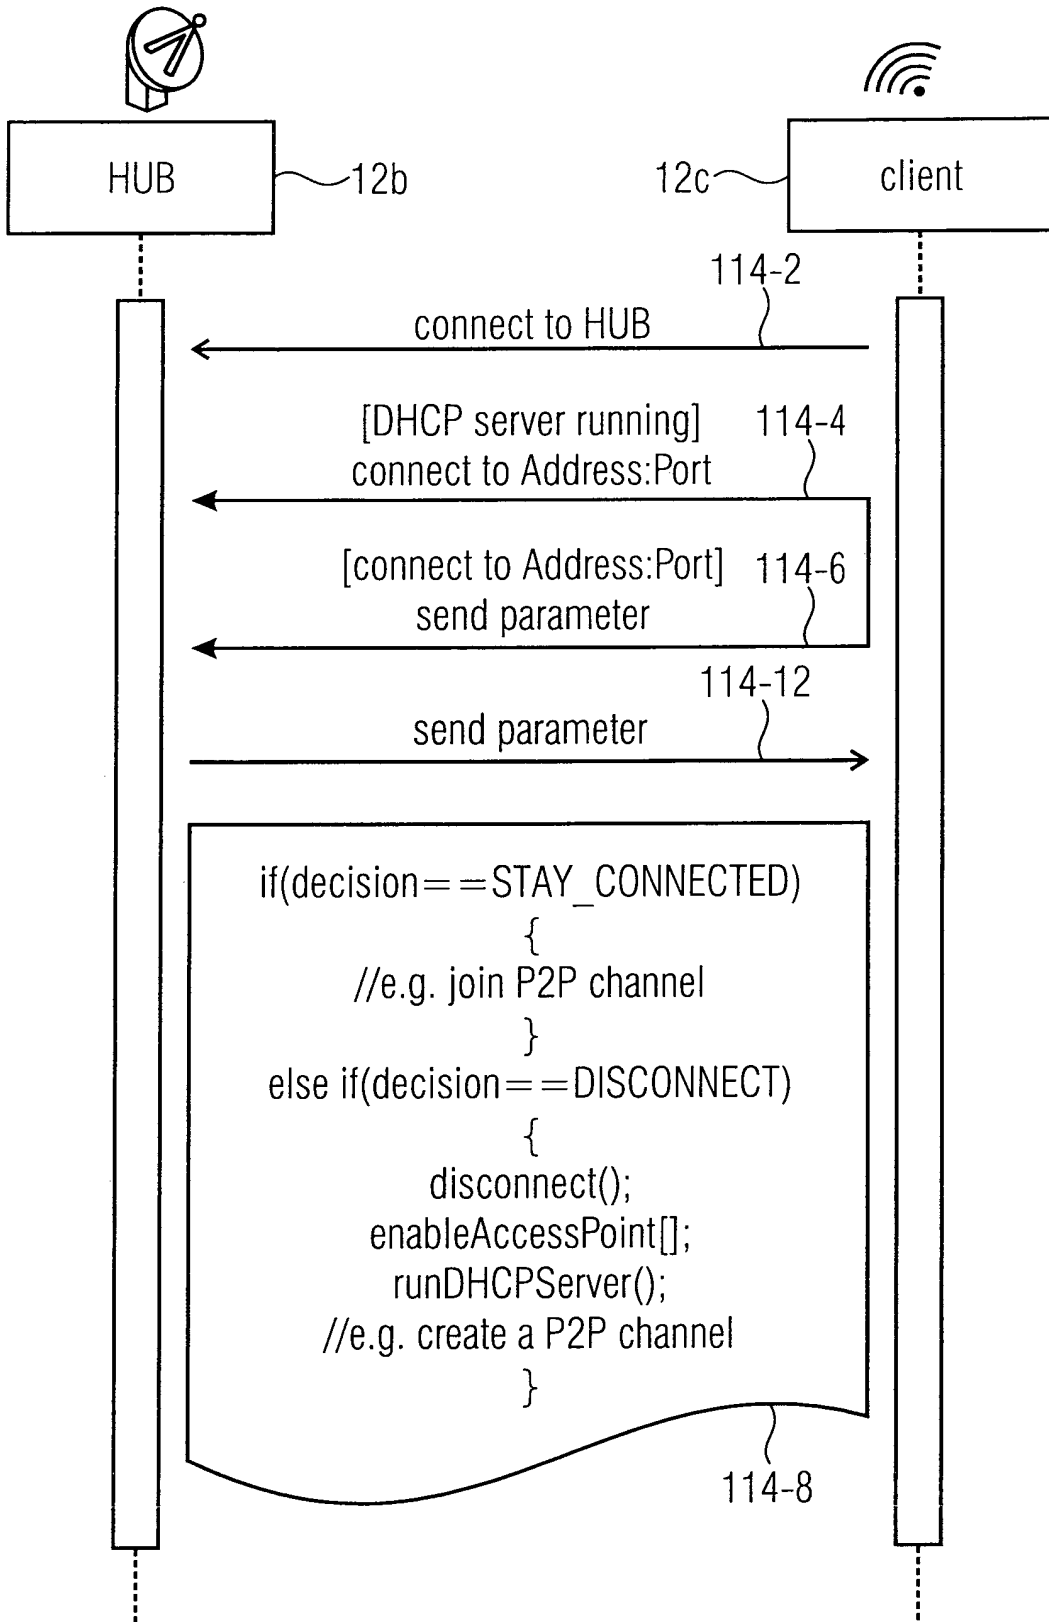 HUB
12b
12c
client
114-2
connect to HUB
[DHCP server running]
114-4
connect to Address:Port
[connect to Address:Port]
114-6
send parameter
114-12
send parameter
if(decision==STAY_CONNECTED)
{
//e.g. join P2P channel
}
else if(decision==DISCONNECT)
{
disconnect();
enableAccessPoint[];
runDHCPServer();
//e.g. create a P2P channel
}
114-8